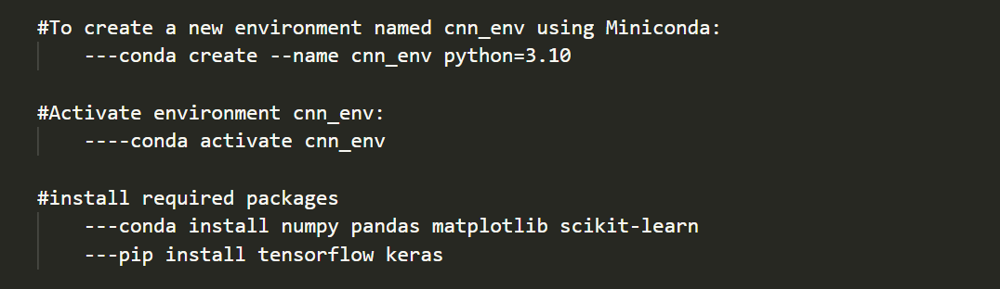 #To create a new environment named cnn_env using Miniconda:
---conda create --name cnn_env python=3.10
#Activate environment cnn_env:
----conda activate cnn_env
#install required packages
---conda install numpy pandas matplotlib scikit-learn
---pip install tensorflow keras